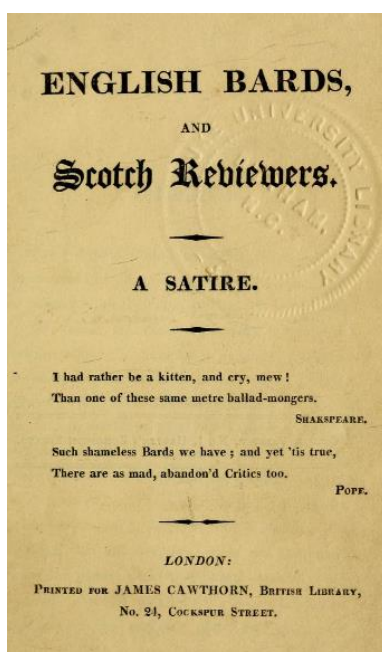 ENGLISH BARDS,
AND
Scotch Reviewers.
A SATIRE.
I had rather be a kitten, and cry, mew!
Than one of these same metre ballad-mongers.
SHAKSPEARE.
Such shameless Bards we have; and yet 'tis true,
There are as mad, abandon'd Critics too.
POPE.
LONDON:
PRINTED FOR JAMES CAWTHORN, BRITISH LIBRARY,
No. 24, COCKSPUR STREET.
UNIVERSITY LIBRARY
N.C.